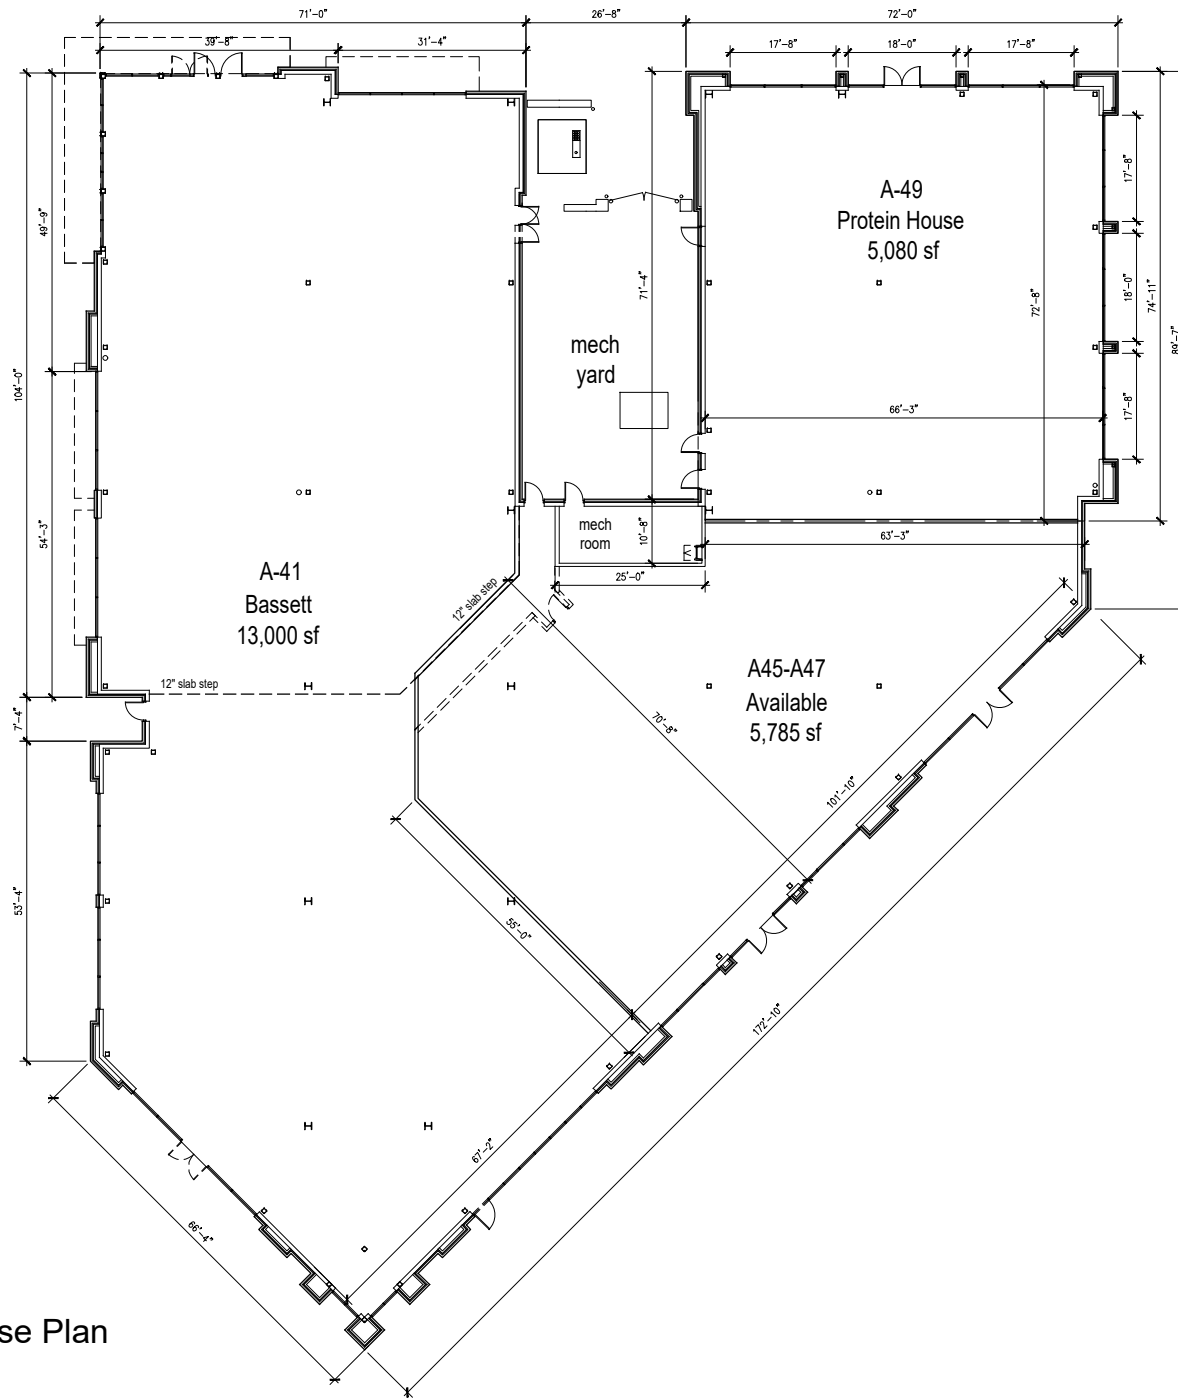 71'-0"
26'-8"
72'-0"
39'-8"
31'-4"
17'-8"
18'-0"
17'-8"
49'-9"
104'-0"
54'-3"
7'-4"
53'-4"
71'-4"
mech
yard
A-49
Protein House
5,080 sf
72'-8"
66'-3"
17'-8"
18'-0"
17'-8"
74'-11"
89'-7"
mech
room
10'-8"
25'-0"
63'-3"
A-41
Bassett
13,000 sf
12" slab step
12" slab step
A45-A47
Available
5,785 sf
70'-8"
101'-10"
55'-0"
172'-10"
67'-2"
66'-4"
se Plan